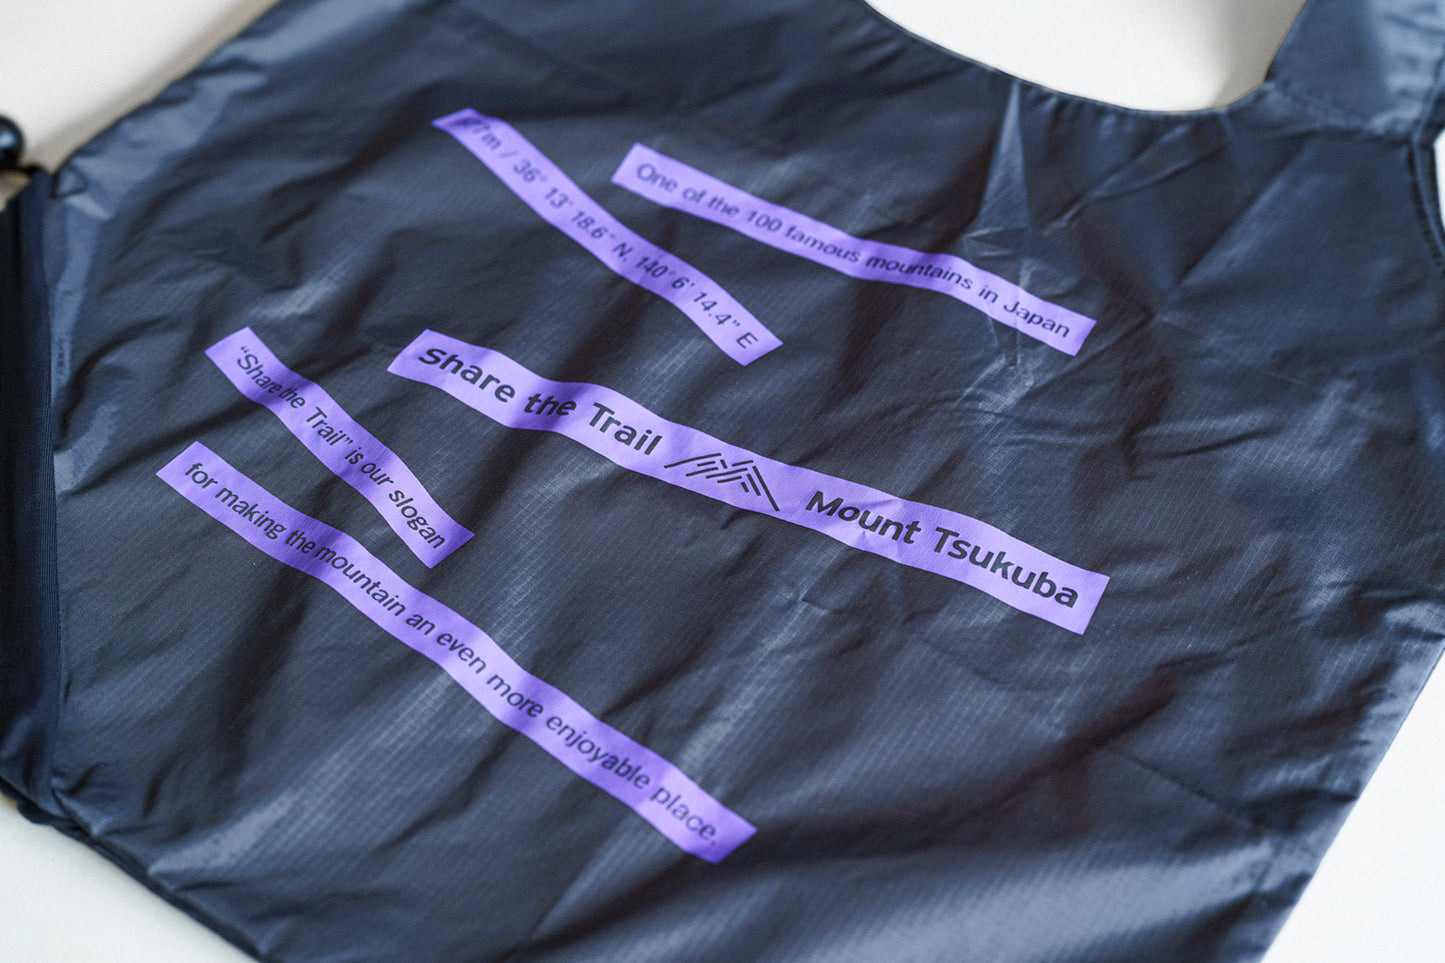 / 36° 13' 18.6" N, 140° 6' 14.4" E
One of the 100 famous mountains in Japan
Share the Trail Mount Tsukuba
“Share the Trail” is our slogan
for making the mountain an even more enjoyable place.